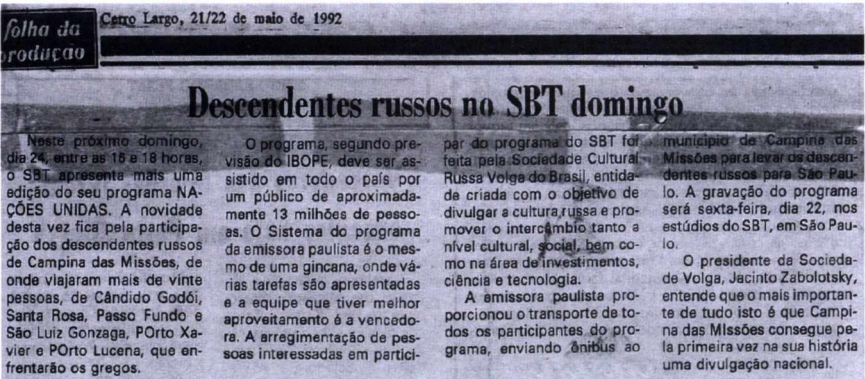 folha da
produção
Cerro Largo, 21/22 de maio de 1992
Descendentes russos no SBT domingo
Neste próximo domingo,
dia 24, entre as 16 e 18 horas,
o SBT apresenta mais uma
edição do seu programa NA-
ÇÕES UNIDAS. A novidade
desta vez fica pela participa-
ção dos descendentes russos
de Campina das Missões, de
onde viajaram mais de vinte
pessoas, de Cândido Godói,
Santa Rosa, Passo Fundo e
São Luiz Gonzaga, POrto Xa-
vier e POrto Lucena, que en-
frentarão os gregos.
O programa, segundo pre-
visão do IBOPE, deve ser as-
sistido em todo o país por
um público de aproximada-
mente 13 milhões de pesso-
as. O Sistema do programa
da emissora paulista é o mes-
mo de uma gincana, onde vá-
rias tarefas são apresentadas
e a equipe que tiver melhor
aproveitamento é a vencedo-
ra. A arregimentação de pes-
soas interessadas em partici-
par do programa do SBT foi
feita pela Sociedade Cultural
Russa Volga do Brasil, entida-
de criada com o objetivo de
divulgar a cultura russa e pro-
mover o intercâmbio tanto a
nível cultural, social, bem co-
mo na área de investimentos,
ciência e tecnologia.
A emissora paulista pro-
porcionou o transporte de to-
dos os participantes do pro-
grama, enviando ônibus ao
município de Campina das
Missões para levar os descen-
dentes russos para São Pau-
lo. A gravação do programa
será sexta-feira, dia 22, nos
estúdios do SBT, em São Pau-
lo.
O presidente da Socieda-
de Volga, Jacinto Zabolotsky,
entende que o mais importan-
te de tudo isto é que Campi-
na das MIssões consegue pe-
la primeira vez na sua história
uma divulgação nacional.